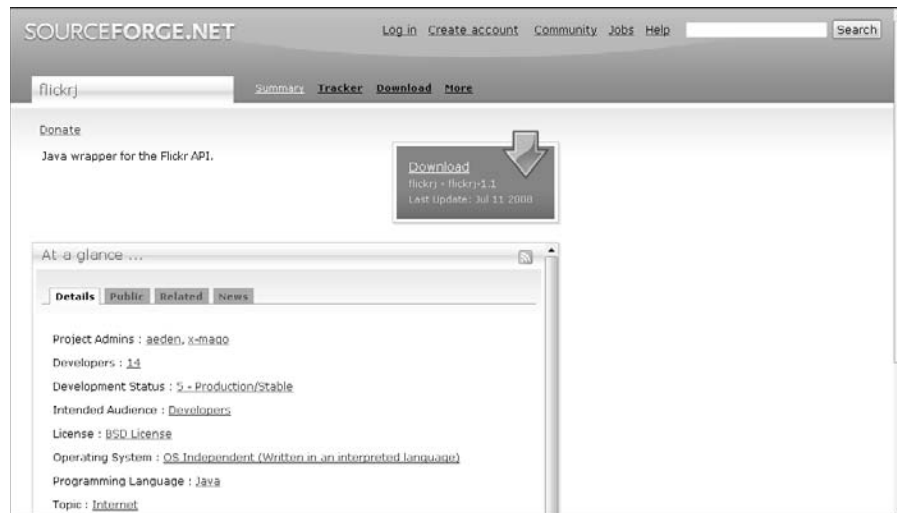 SOURCEFORGE.NET
Log in Create account Community Jobs Help Search
flickrj
Summary Tracker Download More
Donate
Java wrapper for the Flickr API.
Download
flickrj - flickrj-1.1
Last Update: Jul 11 2008
At a glance ...
Details Public Related News
Project Admins : aeden, x-mago
Developers : 14
Development Status : 5 - Production/Stable
Intended Audience : Developers
License : BSD License
Operating System : OS Independent (Written in an interpreted language)
Programming Language : Java
Topic : Internet